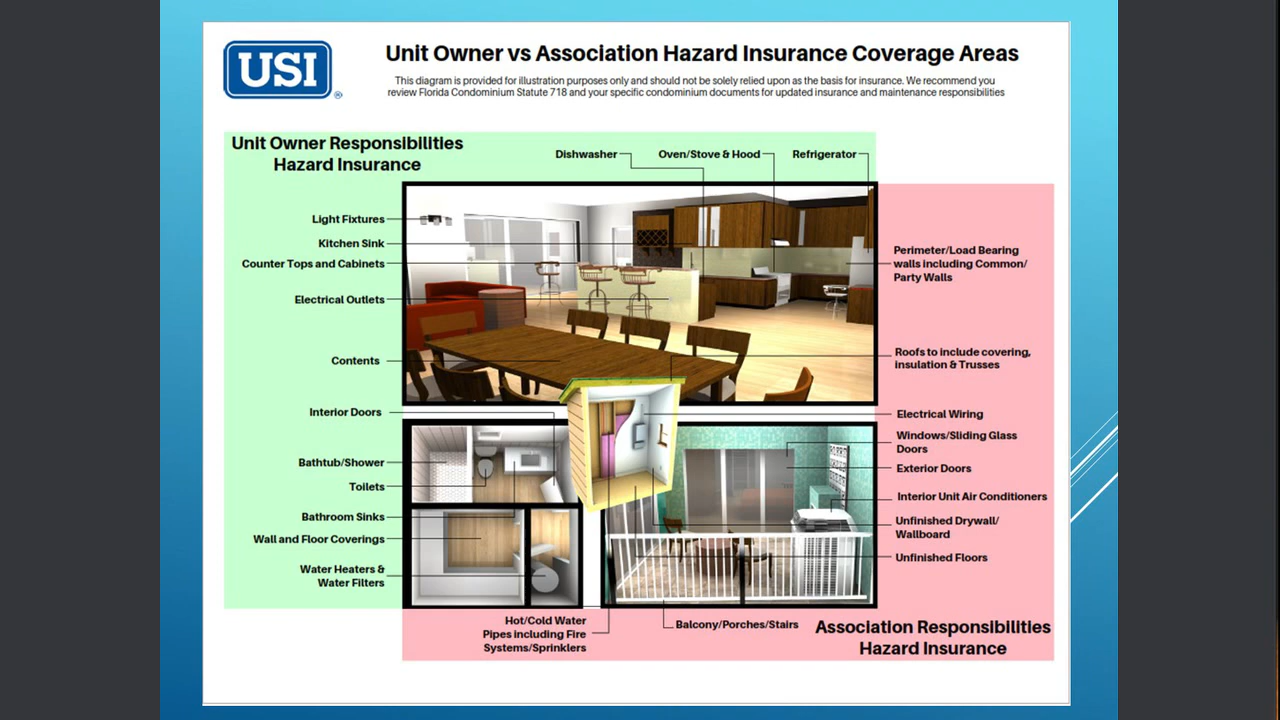 USI
®
Unit Owner vs Association Hazard Insurance Coverage Areas
This diagram is provided for illustration purposes only and should not be solely relied upon as the basis for insurance. We recommend you
review Florida Condominium Statute 718 and your specific condominium documents for updated insurance and maintenance responsibilities
Unit Owner Responsibilities
Hazard Insurance
Dishwasher
Oven/Stove & Hood
Refrigerator
Light Fixtures
Kitchen Sink
Counter Tops and Cabinets
Electrical Outlets
Contents
Interior Doors
Bathtub/Shower
Toilets
Bathroom Sinks
Wall and Floor Coverings
Water Heaters &
Water Filters
Perimeter/Load Bearing
walls including Common/
Party Walls
Roofs to include covering,
insulation & Trusses
Electrical Wiring
Windows/Sliding Glass
Doors
Exterior Doors
Interior Unit Air Conditioners
Unfinished Drywall/
Wallboard
Unfinished Floors
Hot/Cold Water
Pipes including Fire
Systems/Sprinklers
Balcony/Porches/Stairs
Association Responsibilities
Hazard Insurance